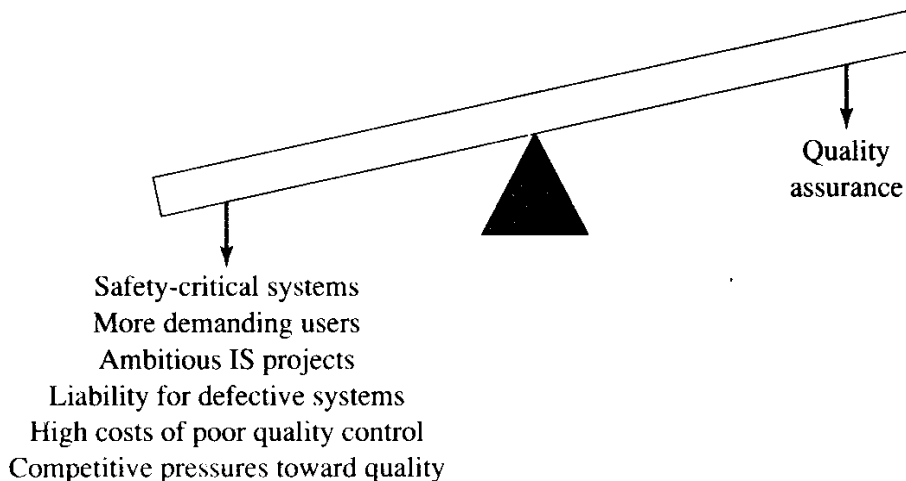 Quality
assurance
Safety-critical systems
More demanding users
Ambitious IS projects
Liability for defective systems
High costs of poor quality control
Competitive pressures toward quality